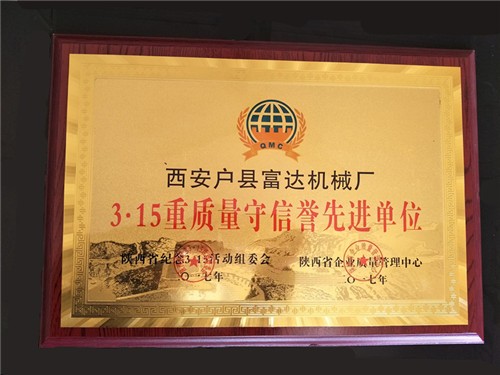 QMC
西安户县富达机械厂
3·15重质量守信誉先进单位
陕西省纪念3·15活动组委会 陕西省企业质量管理中心
二〇一七年 二〇一七年